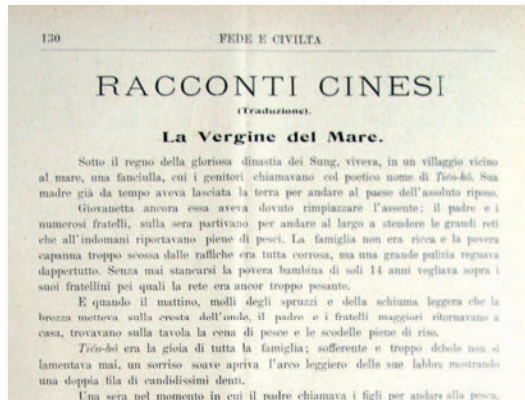 130
FEDE E CIVILTA
RACCONTI CINESI
(Traduzione).
La Vergine del Mare.
Sotto il regno della gloriosa dinastia dei Sung, viveva, in un villaggio vicino
al mare, una fanciulla, cui i genitori chiamavano col poetico nome di Tién-hó. Sua
madre già da tempo aveva lasciata la terra per andare al paese dell'assoluto riposo.
Giovanetta ancora essa aveva dovuto rimpiazzare l'assente; il padre e i
numerosi fratelli, sulla sera partivano per andare al largo a stendere le grandi reti
che all'indomani riportavano piene di pesci. La famiglia non era ricca e la povera
capanna troppo scossa dalle raffiche era tutta corrosa, ma una grande pulizia regnava
dappertutto. Senza mai stancarsi la povera bambina di soli 14 anni vegliava sopra i
suoi fratellini pei quali la rete era ancor troppo pesante.
E quando il mattino, molli degli spruzzi e della schiuma leggera che la
brezza metteva sulla cresta dell'onde, il padre e i fratelli maggiori ritornavano a
casa, trovavano sulla tavola la cena di pesce e le scodelle piene di riso.
Tién-hó era la gioia di tutta la famiglia; sofferente e troppo debole non si
lamentava mai, un sorriso soave apriva l'arco leggiero delle sue labbra mostrando
una doppia fila di candidissimi denti.
Una sera nel momento in cui il padre chiamava i figli per andare alla pesca,